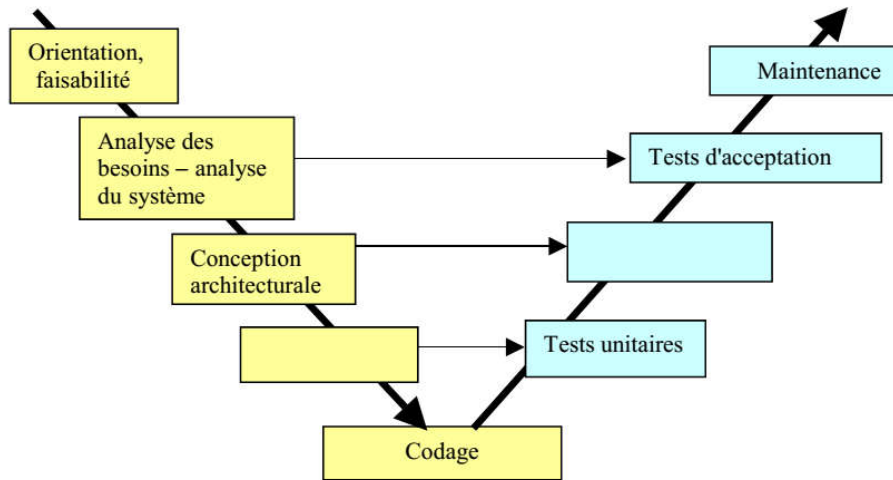 Orientation,
faisabilité
Maintenance
Analyse des
besoins – analyse
du système
Tests d'acceptation
Conception
architecturale
Tests unitaires
Codage